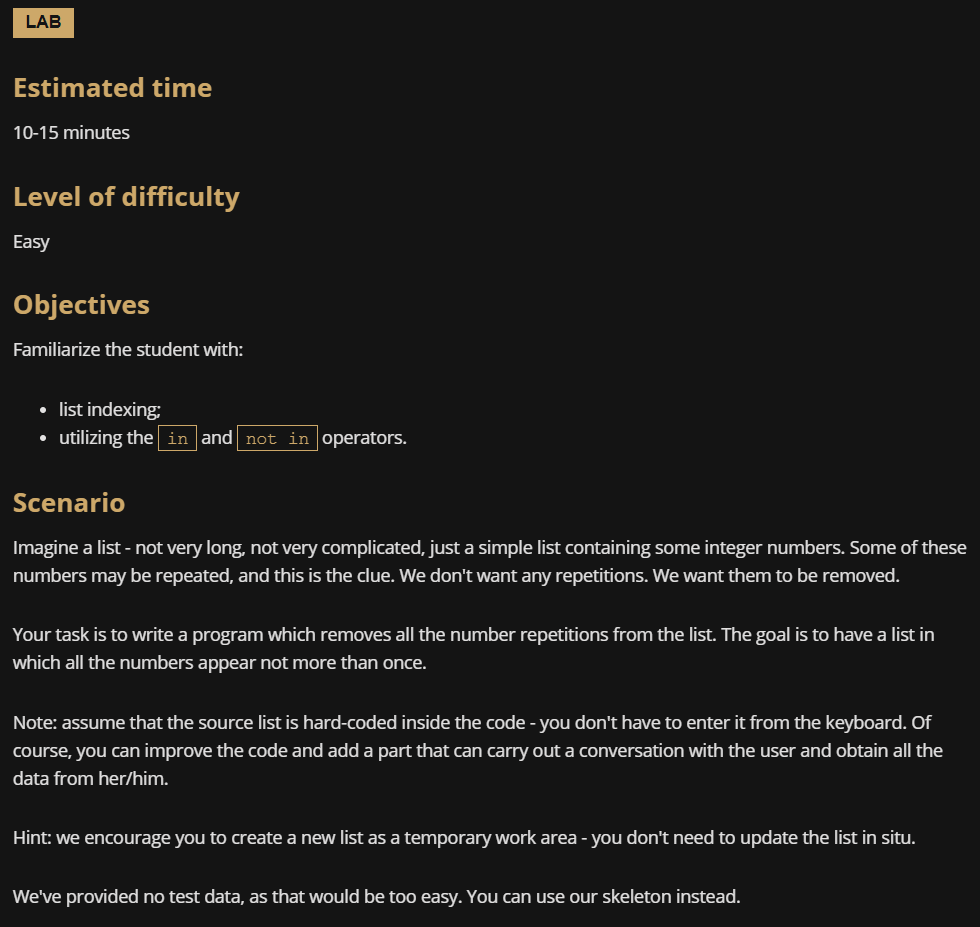 LAB
Estimated time
10-15 minutes
Level of difficulty
Easy
Objectives
Familiarize the student with:
• list indexing;
• utilizing the in and not in operators.
Scenario
Imagine a list - not very long, not very complicated, just a simple list containing some integer numbers. Some of these
numbers may be repeated, and this is the clue. We don't want any repetitions. We want them to be removed.
Your task is to write a program which removes all the number repetitions from the list. The goal is to have a list in
which all the numbers appear not more than once.
Note: assume that the source list is hard-coded inside the code - you don't have to enter it from the keyboard. Of
course, you can improve the code and add a part that can carry out a conversation with the user and obtain all the
data from her/him.
Hint: we encourage you to create a new list as a temporary work area - you don't need to update the list in situ.
We've provided no test data, as that would be too easy. You can use our skeleton instead.